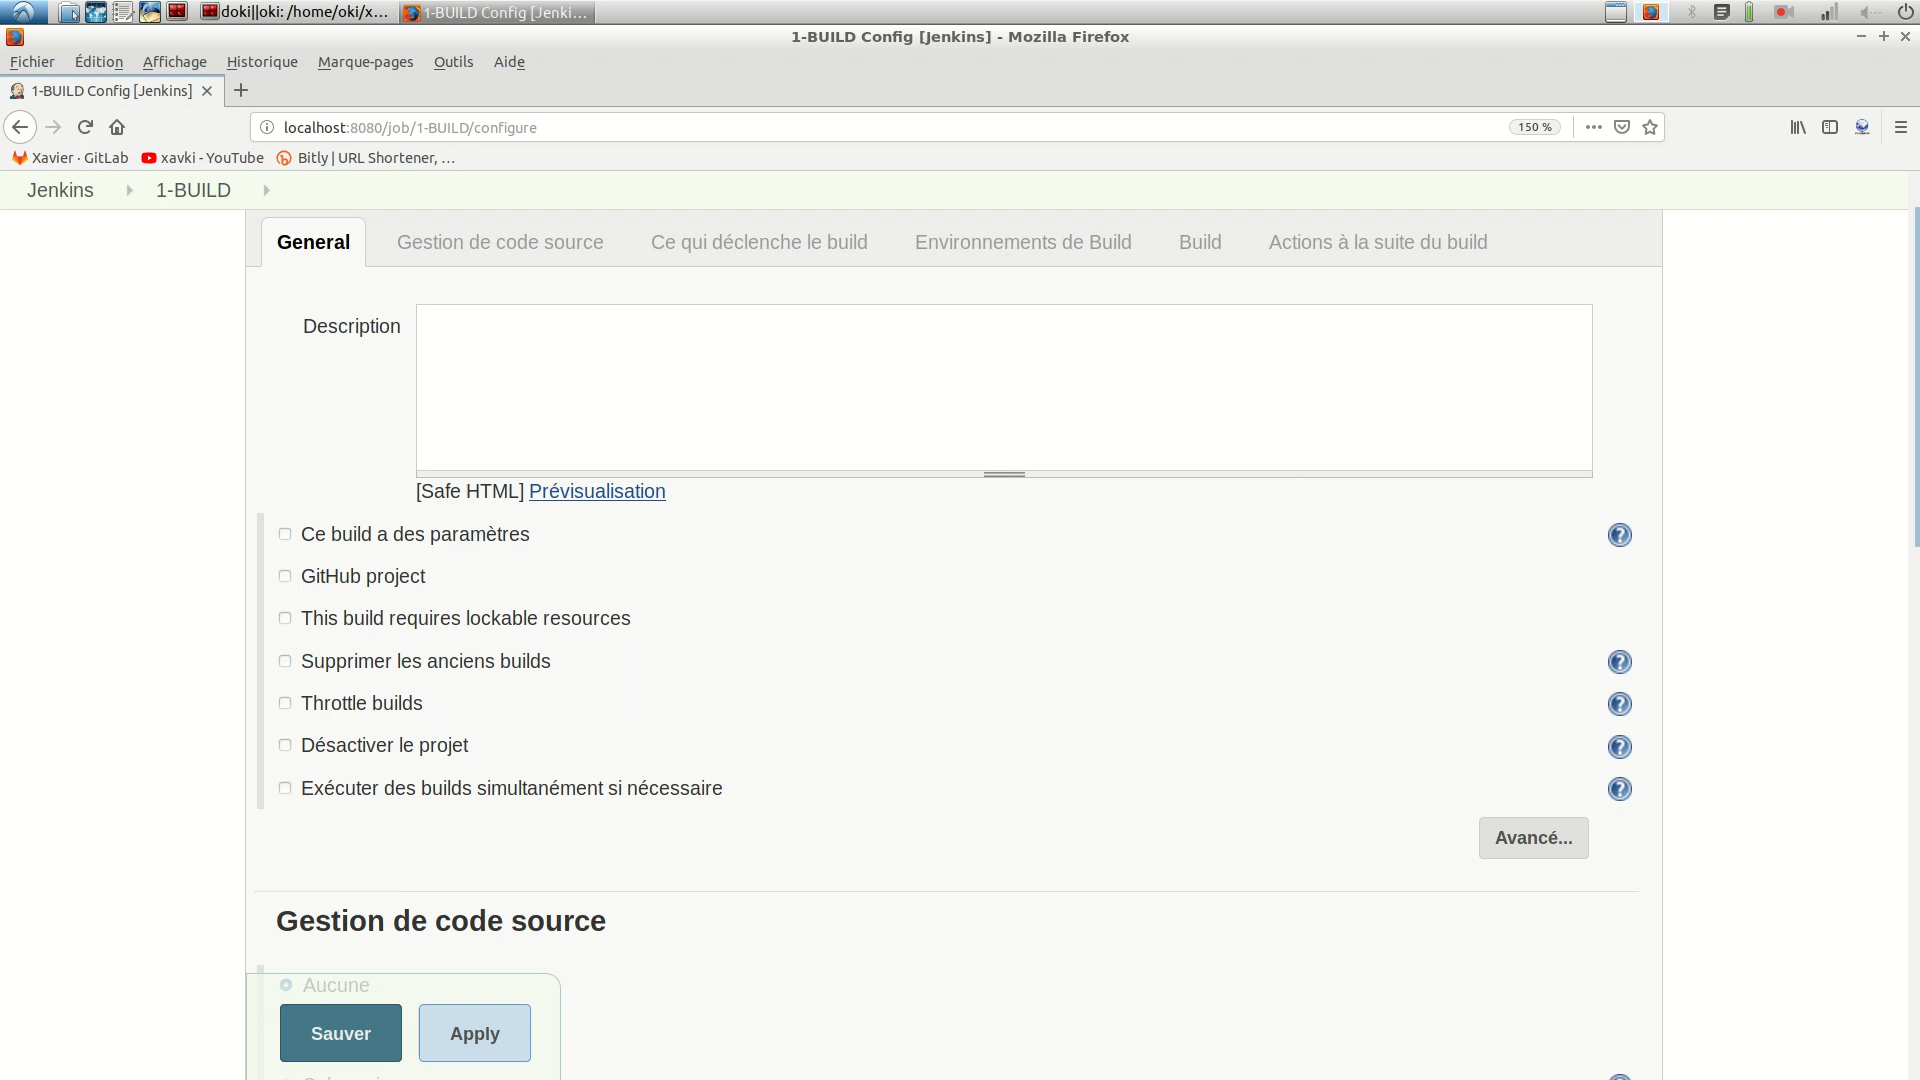 doki||oki: /home/oki/x...
1-BUILD Config [Jenki...
1-BUILD Config [Jenkins] - Mozilla Firefox
Fichier Édition Affichage Historique Marque-pages Outils Aide
1-BUILD Config [Jenkins]
localhost:8080/job/1-BUILD/configure
150 %
Xavier · GitLab xavki - YouTube Bitly | URL Shortener, ...
Jenkins 1-BUILD
General Gestion de code source Ce qui déclenche le build Environnements de Build Build Actions à la suite du build
Description
[Safe HTML] Prévisualisation
Ce build a des paramètres
GitHub project
This build requires lockable resources
Supprimer les anciens builds
Throttle builds
Désactiver le projet
Exécuter des builds simultanément si nécessaire
Avancé...
Gestion de code source
Aucune
Sauver Apply